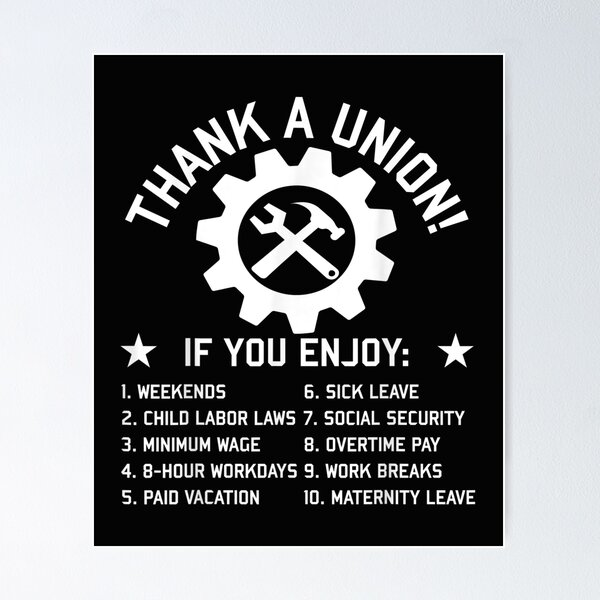 THANK A UNION!
★ IF YOU ENJOY: ★
1. WEEKENDS
2. CHILD LABOR LAWS
3. MINIMUM WAGE
4. 8-HOUR WORKDAYS
5. PAID VACATION
6. SICK LEAVE
7. SOCIAL SECURITY
8. OVERTIME PAY
9. WORK BREAKS
10. MATERNITY LEAVE